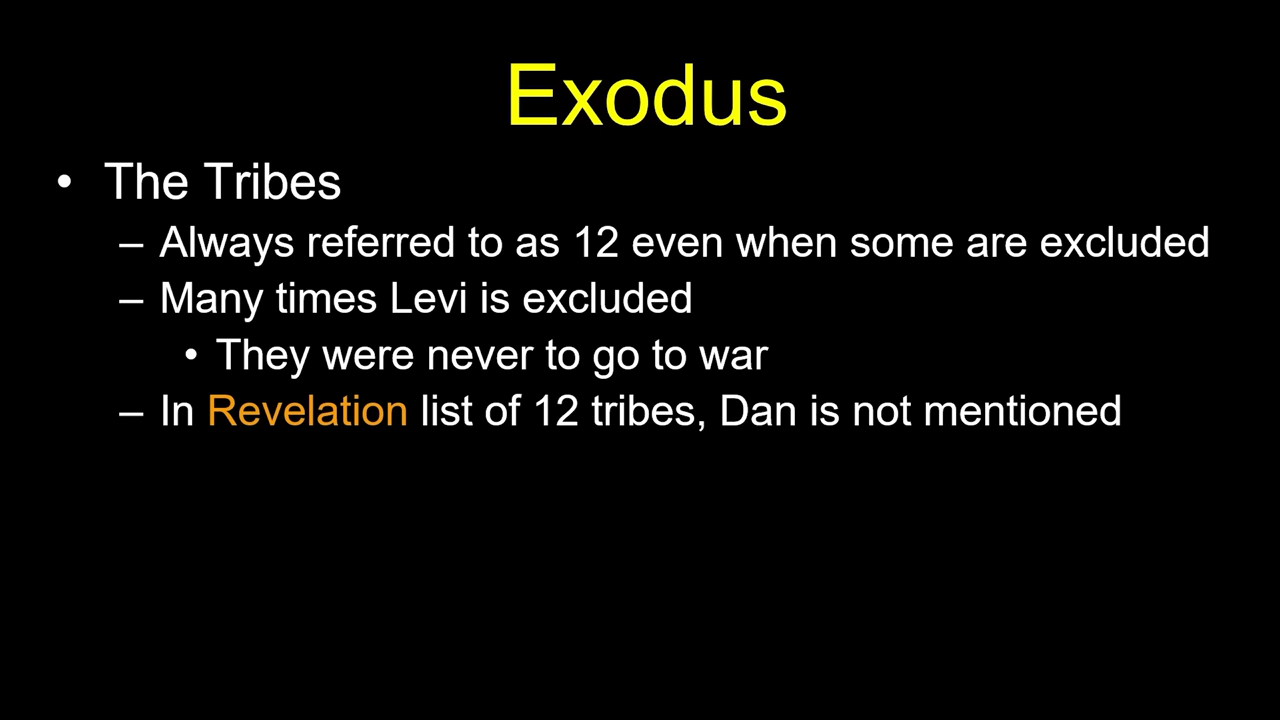 Exodus
• The Tribes
– Always referred to as 12 even when some are excluded
– Many times Levi is excluded
• They were never to go to war
– In Revelation list of 12 tribes, Dan is not mentioned